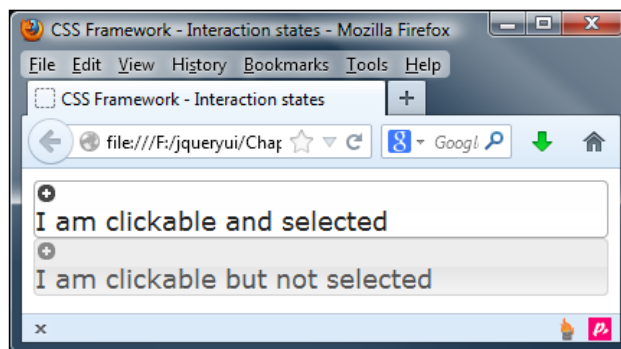 CSS Framework - Interaction states - Mozilla Firefox
File Edit View History Bookmarks Tools Help
CSS Framework - Interaction states +
file:///F:/jqueryui/Chap 8 Googl
I am clickable and selected
I am clickable but not selected
x p.